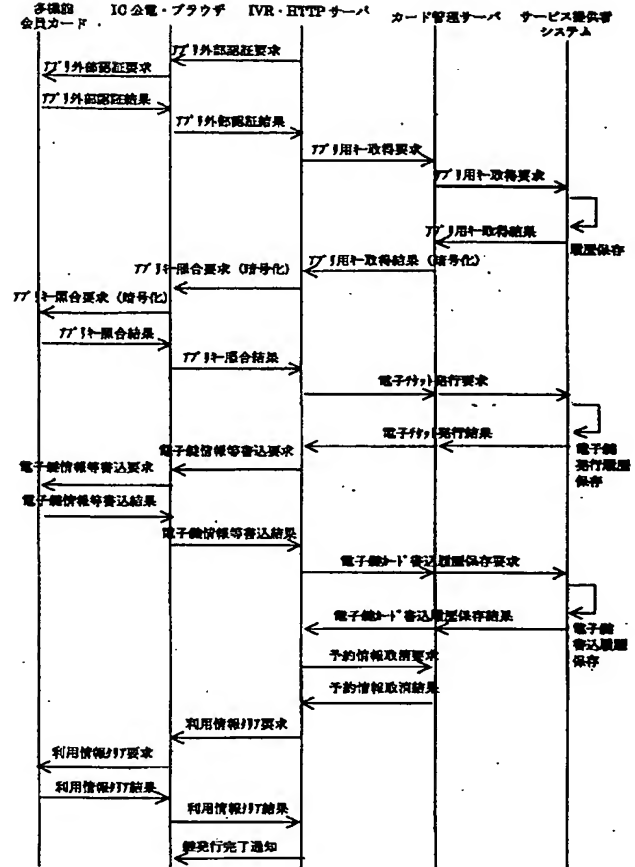 多機能
会員カード
IC公電・ブラウザ
IVR・HTTPサーバ
カード管理サーバ
サービス提供者
システム
アプリ外部認証要求
アプリ外部認証要求
アプリ外部認証結果
アプリ外部認証結果
アプリ用キー取得要求
アプリ用キー取得要求
アプリ用キー取得結果
履歴保存
アプリ用キー取得結果（暗号化）
アプリキー照合要求（暗号化）
アプリキー照合要求（暗号化）
アプリキー照合結果
アプリキー照合結果
電子チケット発行要求
電子チケット発行結果
電子鍵
発行履歴
保存
電子鍵情報等書込要求
電子鍵情報等書込要求
電子鍵情報等書込結果
電子鍵情報等書込結果
電子鍵カード書込履歴保存要求
電子鍵カード書込履歴保存結果
電子鍵
書込履歴
保存
予約情報取消要求
予約情報取消結果
利用情報クリア要求
利用情報クリア要求
利用情報クリア結果
利用情報クリア結果
鍵発行完了通知